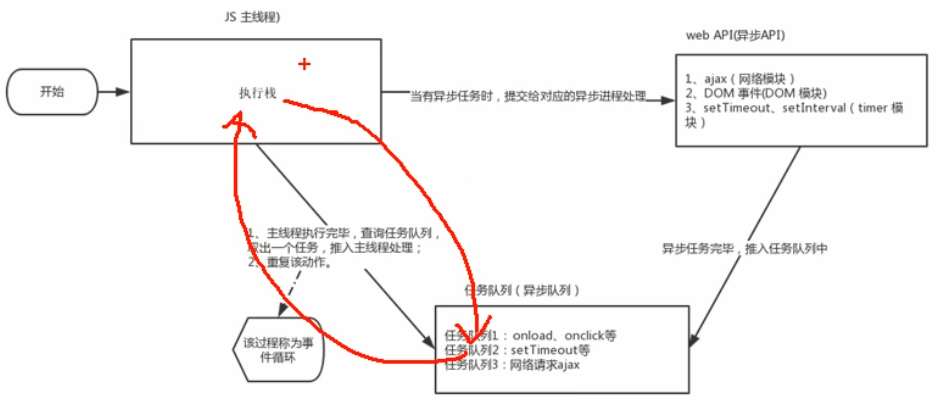 JS 主线程)
web API(异步API)
开始
执行栈
当有异步任务时，提交给对应的异步进程处理
1、ajax（网络模块）
2、DOM 事件(DOM 模块)
3、setTimeout、setInterval（timer 模
块）
1、主线程执行完毕，查询任务队列，
取出一个任务，推入主线程处理；
2、重复该动作。
异步任务完毕，推入任务队列中
任务队列（异步队列）
该过程称为事
件循环
任务队列1：onload、onclick等
任务队列2：setTimeout等
任务队列3：网络请求ajax